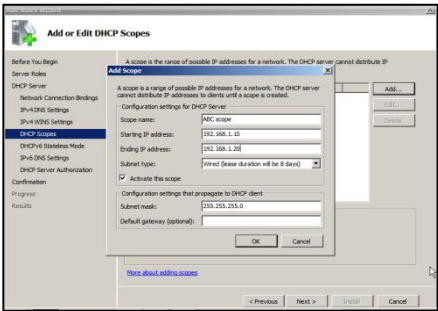 Add or Edit DHCP Scopes
Before You Begin
Server Roles
DHCP Server
Network Connection Bindings
IPv4 DNS Settings
IPv4 WINS Settings
DHCP Scopes
DHCPv6 Stateless Mode
IPv6 DNS Settings
DHCP Server Authorization
Confirmation
Progress
Results
A scope is the range of possible IP addresses for a network. The DHCP server cannot distribute IP
Add...
Edit...
Delete
Add Scope
A scope is a range of possible IP addresses for a network. The DHCP server
cannot distribute IP addresses to clients until a scope is created.
Configuration settings for DHCP Server
Scope name: ABC scope
Starting IP address: 192.168.1.10
Ending IP address: 192.168.1.20
Subnet type: Wired (lease duration will be 8 days)
Activate this scope
Configuration settings that propagate to DHCP client
Subnet mask: 255.255.255.0
Default gateway (optional):
OK Cancel
More about adding scopes
< Previous Next > Install Cancel